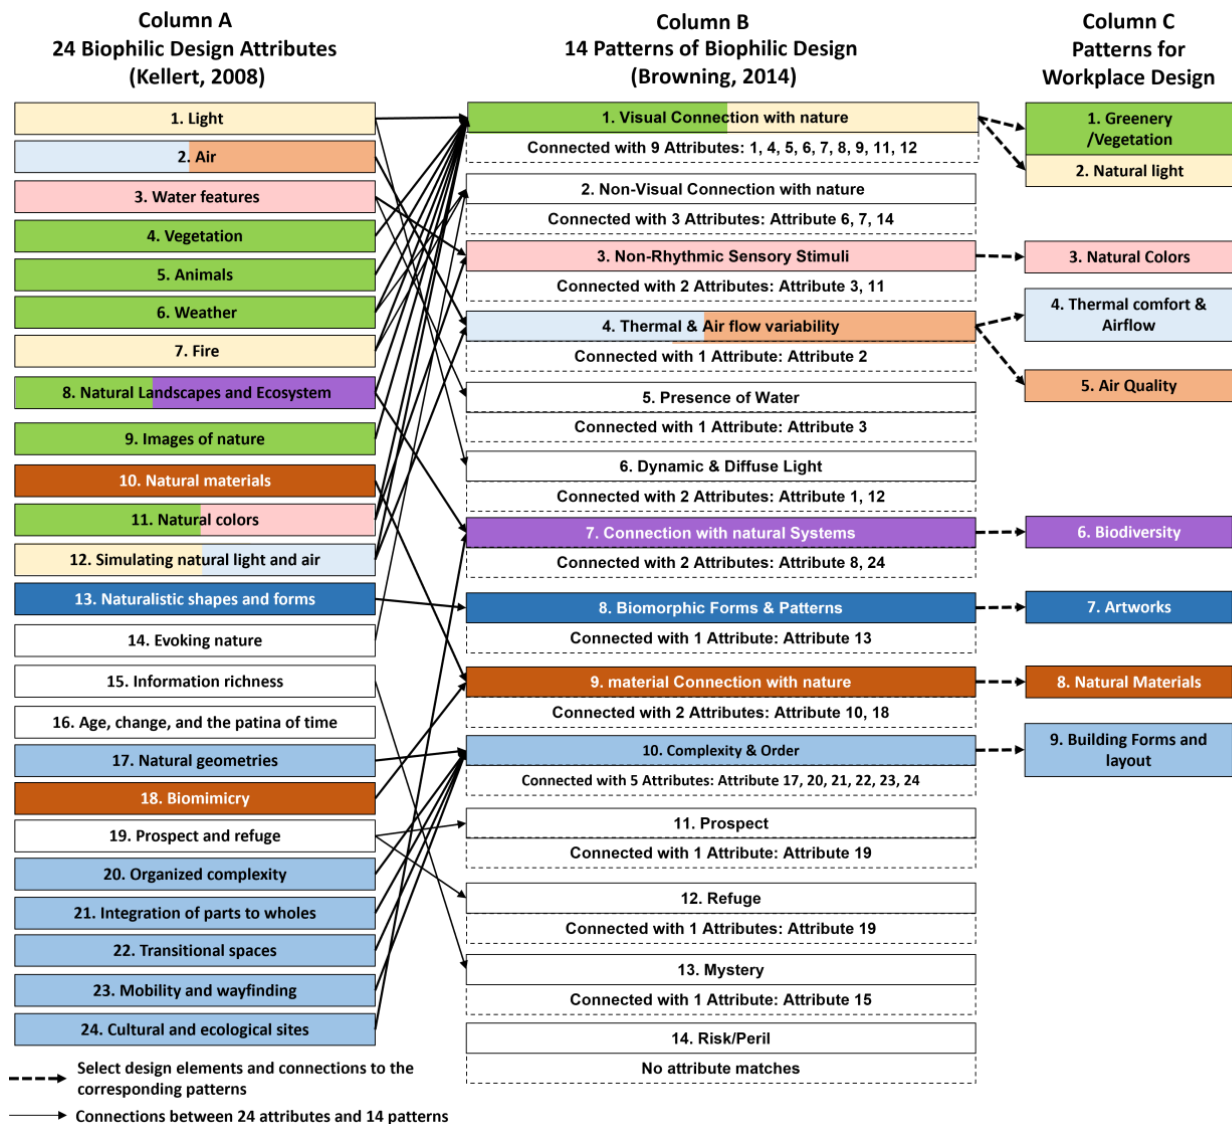 Column A
24 Biophilic Design Attributes
(Kellert, 2008)
1. Light
2. Air
3. Water features
4. Vegetation
5. Animals
6. Weather
7. Fire
8. Natural Landscapes and Ecosystem
9. Images of nature
10. Natural materials
11. Natural colors
12. Simulating natural light and air
13. Naturalistic shapes and forms
14. Evoking nature
15. Information richness
16. Age, change, and the patina of time
17. Natural geometries
18. Biomimicry
19. Prospect and refuge
20. Organized complexity
21. Integration of parts to wholes
22. Transitional spaces
23. Mobility and wayfinding
24. Cultural and ecological sites
Column B
14 Patterns of Biophilic Design
(Browning, 2014)
1. Visual Connection with nature
Connected with 9 Attributes: 1, 4, 5, 6, 7, 8, 9, 11, 12
2. Non-Visual Connection with nature
Connected with 3 Attributes: Attribute 6, 7, 14
3. Non-Rhythmic Sensory Stimuli
Connected with 2 Attributes: Attribute 3, 11
4. Thermal & Air flow variability
Connected with 1 Attribute: Attribute 2
5. Presence of Water
Connected with 1 Attribute: Attribute 3
6. Dynamic & Diffuse Light
Connected with 2 Attributes: Attribute 1, 12
7. Connection with natural Systems
Connected with 2 Attributes: Attribute 8, 24
8. Biomorphic Forms & Patterns
Connected with 1 Attribute: Attribute 13
9. material Connection with nature
Connected with 2 Attributes: Attribute 10, 18
10. Complexity & Order
Connected with 5 Attributes: Attribute 17, 20, 21, 22, 23, 24
11. Prospect
Connected with 1 Attribute: Attribute 19
12. Refuge
Connected with 1 Attributes: Attribute 19
13. Mystery
Connected with 1 Attribute: Attribute 15
14. Risk/Peril
No attribute matches
Column C
Patterns for
Workplace Design
1. Greenery
/Vegetation
2. Natural light
3. Natural Colors
4. Thermal comfort &
Airflow
5. Air Quality
6. Biodiversity
7. Artworks
8. Natural Materials
9. Building Forms and
layout
Select design elements and connections to the
corresponding patterns
Connections between 24 attributes and 14 patterns